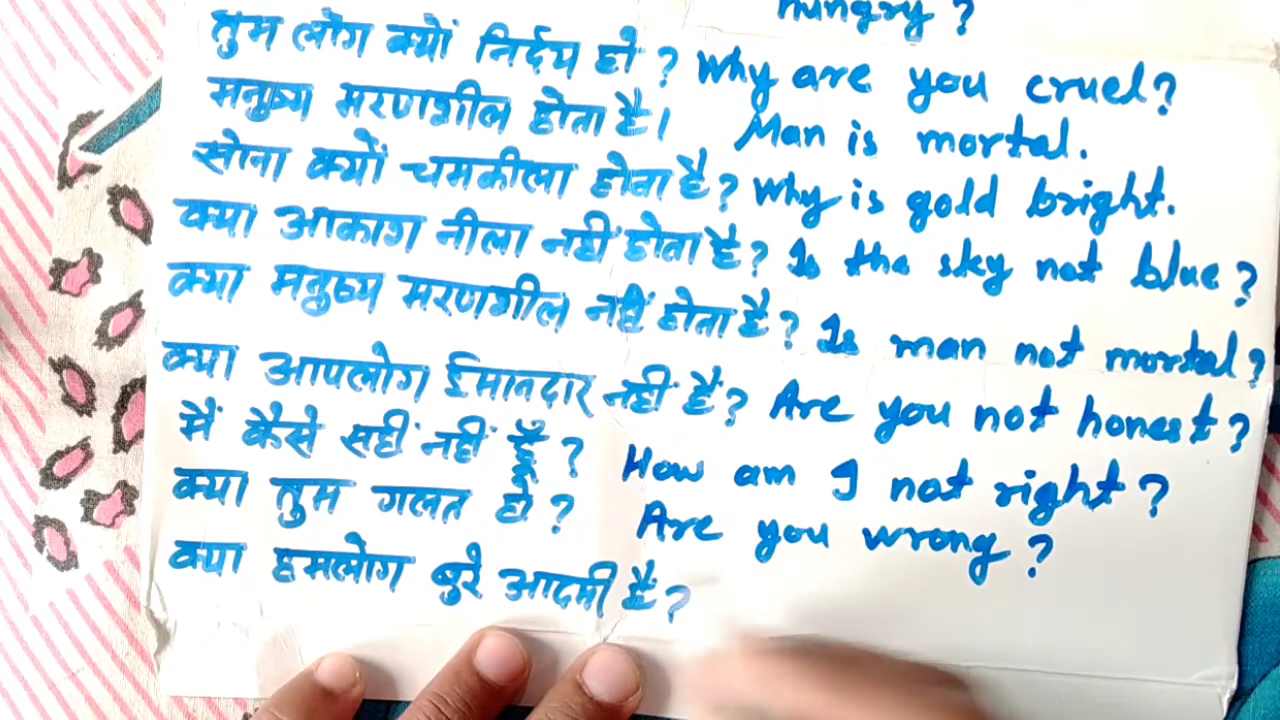 hungry ?
तुम लोग क्यों निर्दय हो ? Why are you cruel?
मनुष्य मरणशील होता है। Man is mortal.
सोना क्यों चमकीला होता है? Why is gold bright.
क्या आकाश नीला नहीं होता है? Is the sky not blue?
क्या मनुष्य मरणशील नहीं होता है? Is man not mortal?
क्या आपलोग ईमानदार नहीं हैं? Are you not honest?
मैं कैसे सहीं नहीं हूँ? How am I not right?
क्या तुम गलत हो? Are you wrong?
क्या हमलोग बुरे आदमी हैं?